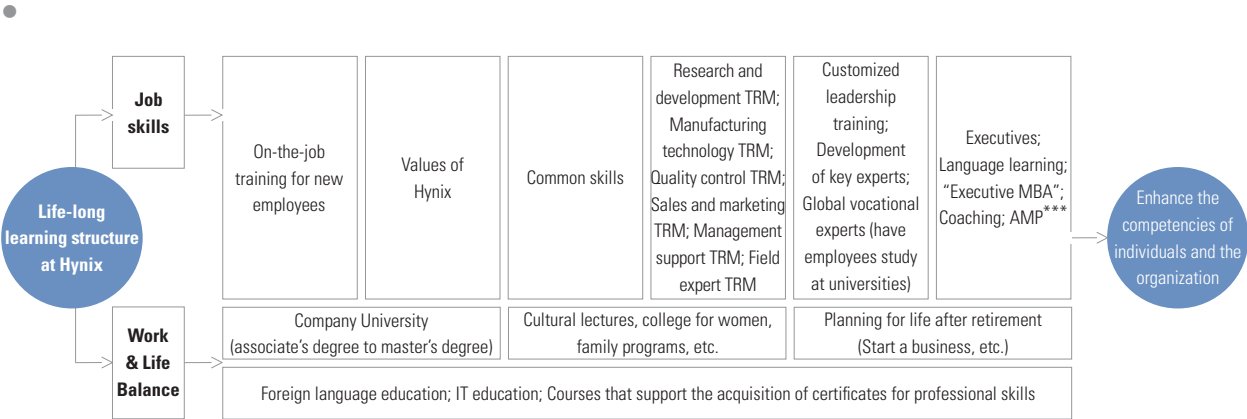 Life-long
learning structure
at Hynix
Job
skills
On-the-job
training for new
employees
Values of
Hynix
Common skills
Research and
development TRM;
Manufacturing
technology TRM;
Quality control TRM;
Sales and marketing
TRM; Management
support TRM; Field
expert TRM
Customized
leadership
training;
Development
of key experts;
Global vocational
experts (have
employees study
at universities)
Executives;
Language learning;
“Executive MBA”;
Coaching; AMP***
Enhance the
competencies of
individuals and the
organization
Work
& Life
Balance
Company University
(associate’s degree to master’s degree)
Cultural lectures, college for women,
family programs, etc.
Planning for life after retirement
(Start a business, etc.)
Foreign language education; IT education; Courses that support the acquisition of certificates for professional skills